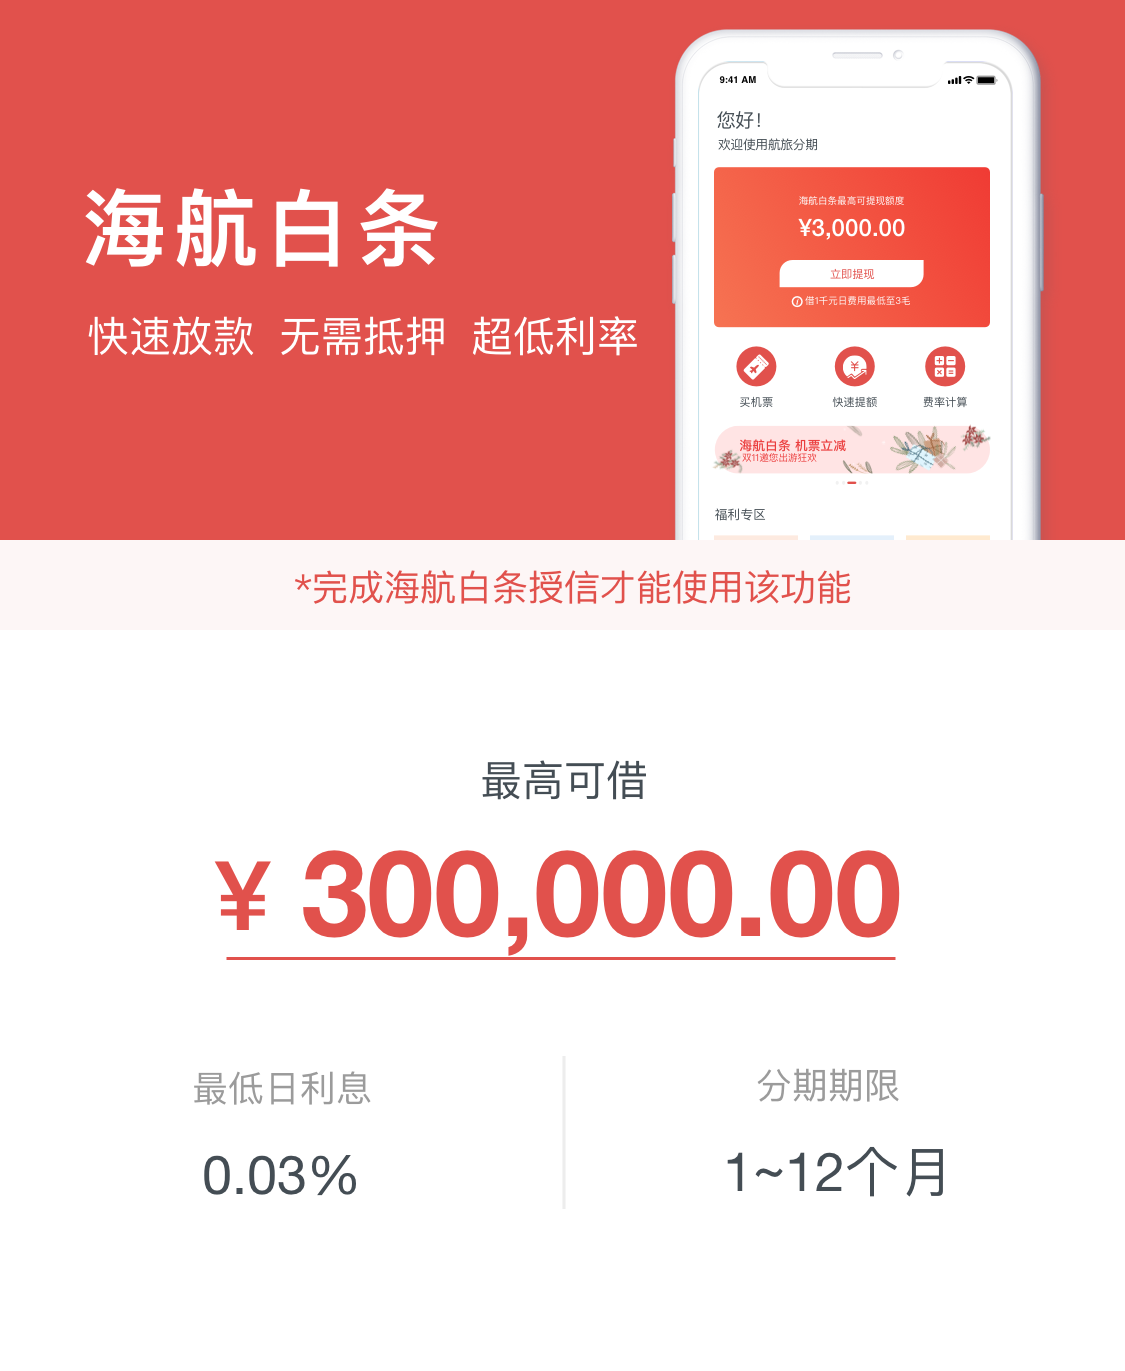 海航白条
快速放款 无需抵押 超低利率
9:41 AM
您好！
欢迎使用航旅分期
海航白条最高可提现额度
¥3,000.00
立即提现
借1千元日费用最低至3毛
买机票 快速提额 费率计算
海航白条 机票立减
双11邀您出游狂欢
福利专区
*完成海航白条授信才能使用该功能
最高可借
¥ 300,000.00
最低日利息
0.03%
分期期限
1~12个月